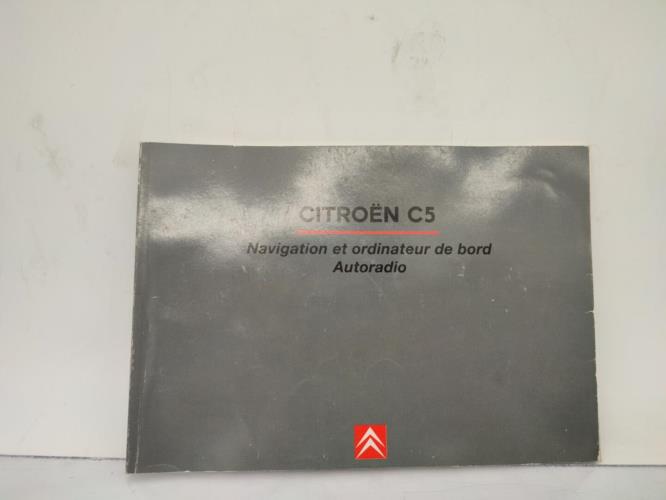 CITROËN C5
Navigation et ordinateur de bord
Autoradio